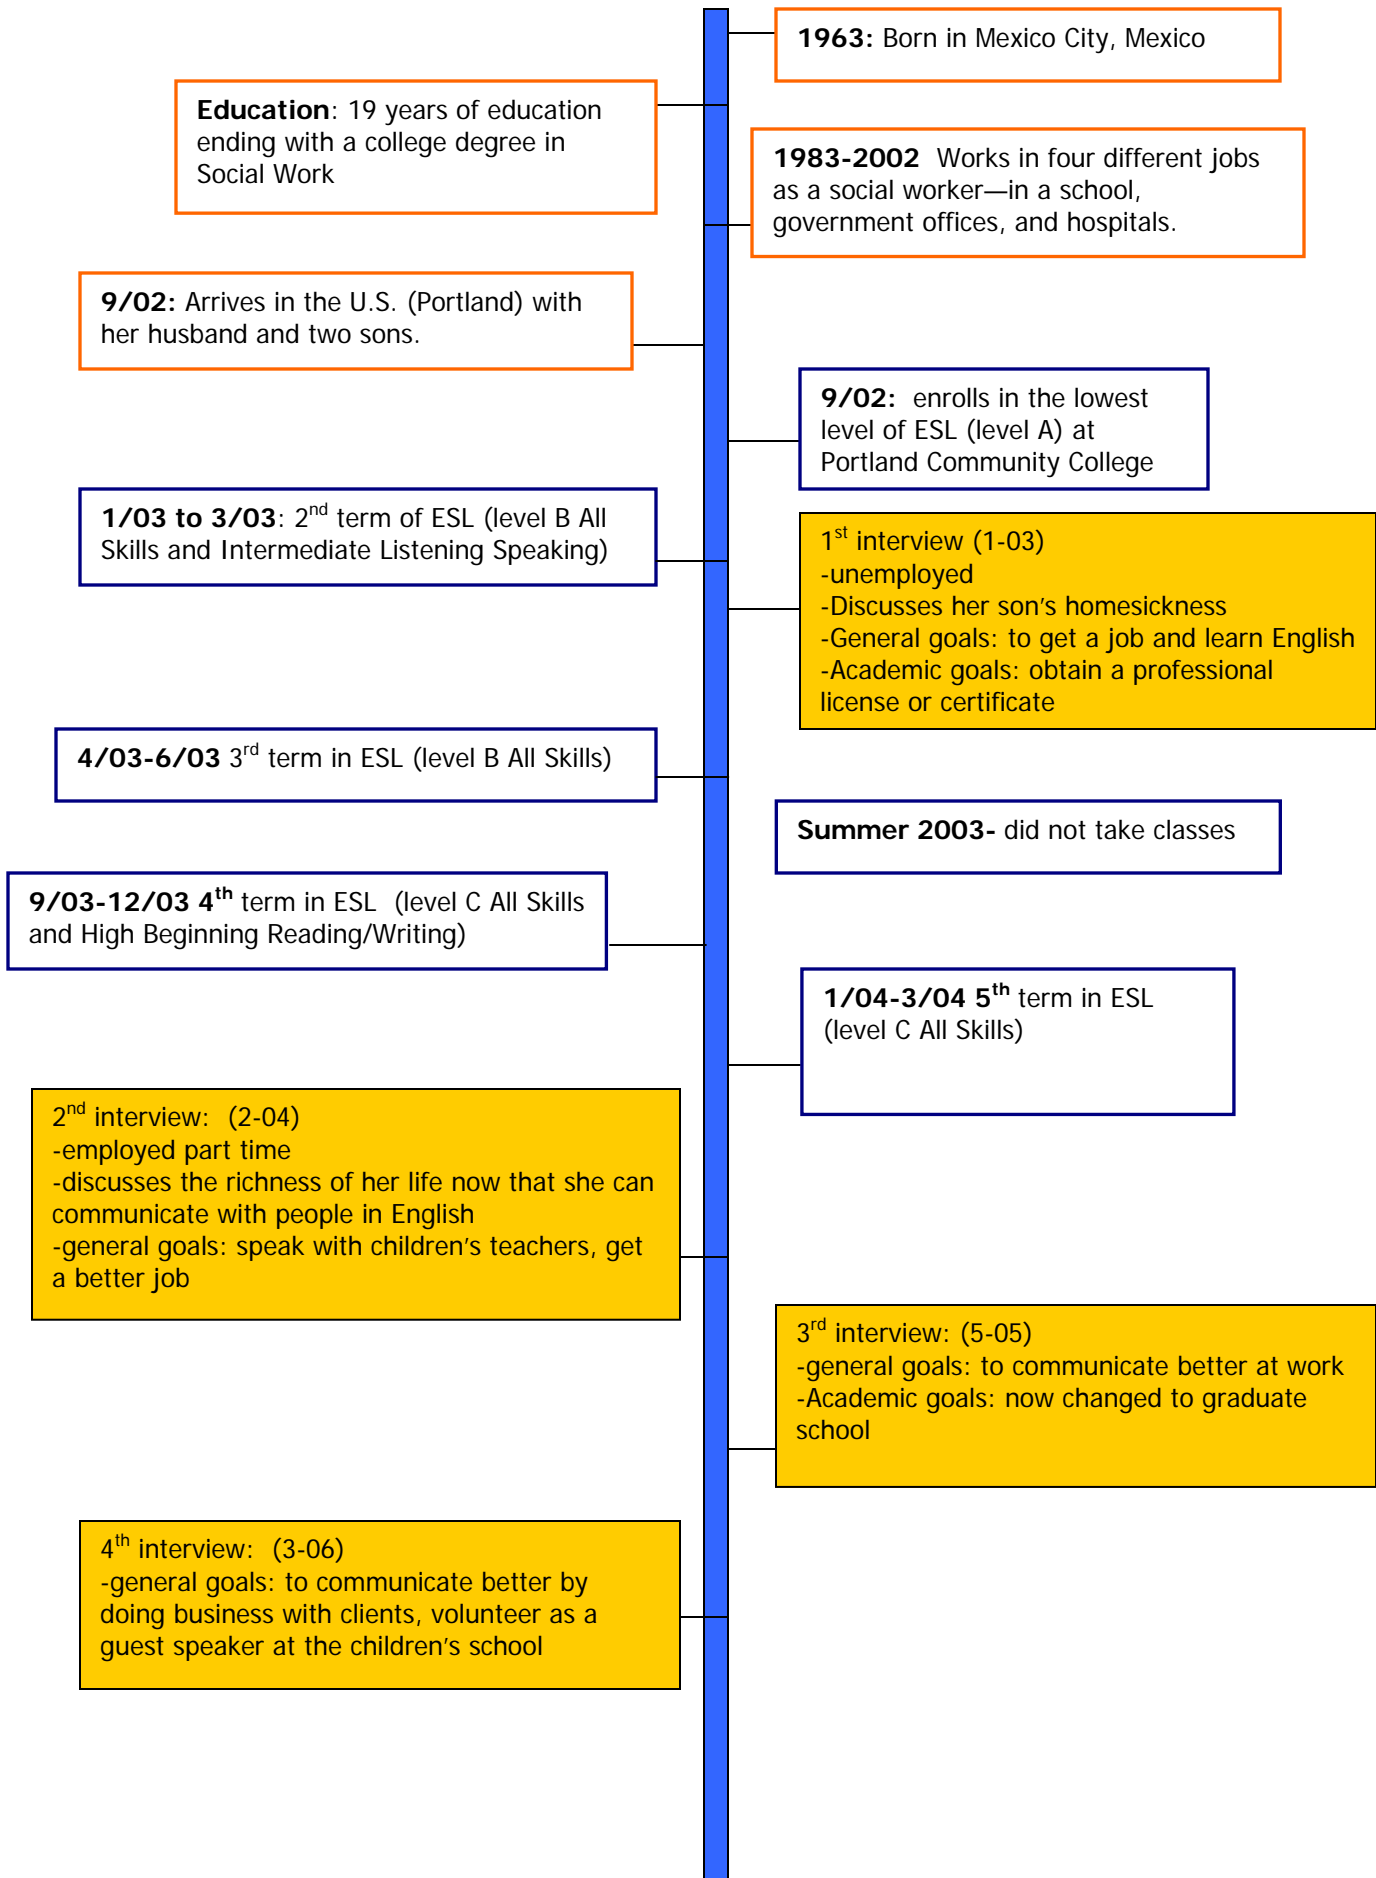 1963: Born in Mexico City, Mexico
Education: 19 years of education
ending with a college degree in
Social Work
1983-2002  Works in four different jobs
as a social worker—in a school,
government offices, and hospitals.
9/02: Arrives in the U.S. (Portland) with
her husband and two sons.
9/02:  enrolls in the lowest
level of ESL (level A) at
Portland Community College
1/03 to 3/03: 2nd term of ESL (level B All
Skills and Intermediate Listening Speaking)
1st interview (1-03)
-unemployed
-Discusses her son's homesickness
-General goals: to get a job and learn English
-Academic goals: obtain a professional
license or certificate
4/03-6/03 3rd term in ESL (level B All Skills)
Summer 2003- did not take classes
9/03-12/03 4th term in ESL  (level C All Skills
and High Beginning Reading/Writing)
1/04-3/04 5th term in ESL
(level C All Skills)
2nd interview:  (2-04)
-employed part time
-discusses the richness of her life now that she can
communicate with people in English
-general goals: speak with children's teachers, get
a better job
3rd interview: (5-05)
-general goals: to communicate better at work
-Academic goals: now changed to graduate
school
4th interview:  (3-06)
-general goals: to communicate better by
doing business with clients, volunteer as a
guest speaker at the children's school